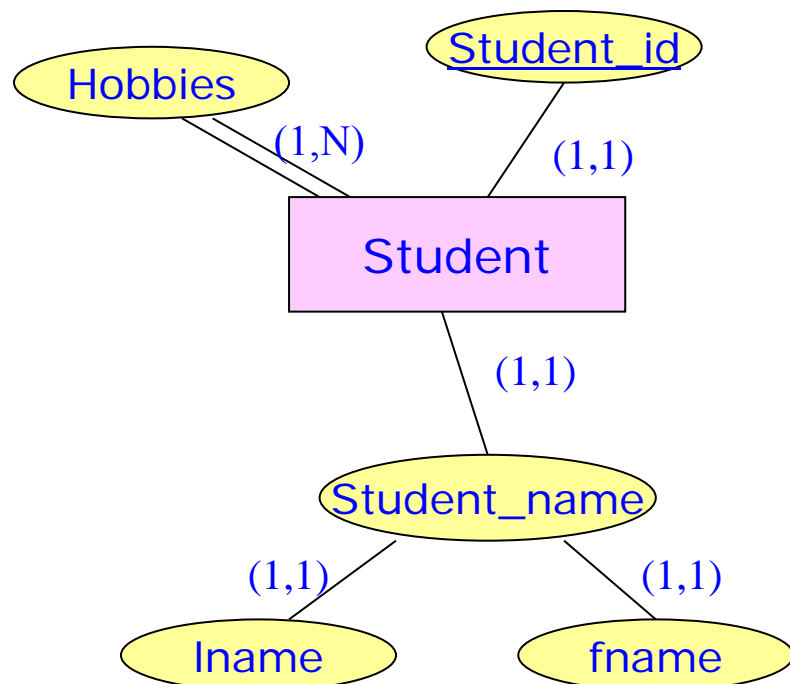 Student_id
Hobbies
(1,N)
(1,1)
Student
(1,1)
Student_name
(1,1)
(1,1)
lname
fname